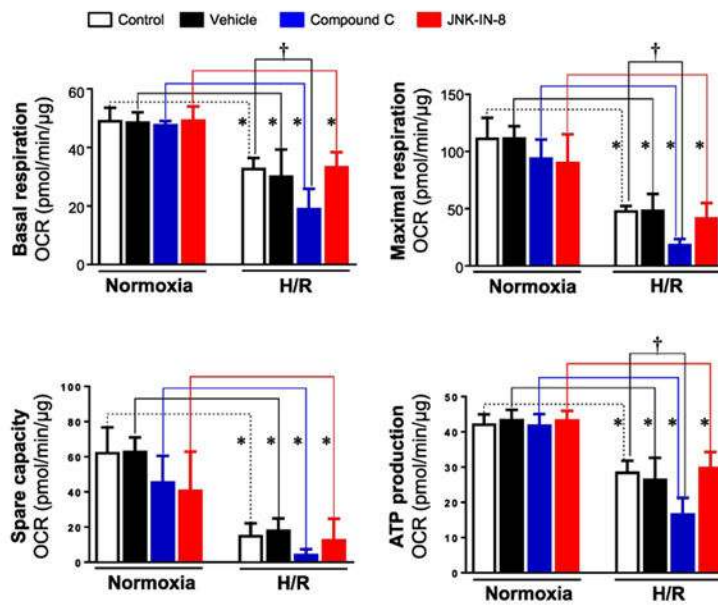 Control Vehicle Compound C JNK-IN-8
†
Basal respiration
OCR (pmol/min/µg)
60
40
20
0
* * * *
Normoxia H/R
†
Maximal respiration
OCR (pmol/min/µg)
150
100
50
0
* * * *
Normoxia H/R
Spare capacity
OCR (pmol/min/µg)
100
80
60
40
20
0
* * * *
Normoxia H/R
†
ATP production
OCR (pmol/min/µg)
50
40
30
20
10
0
* * * *
Normoxia H/R